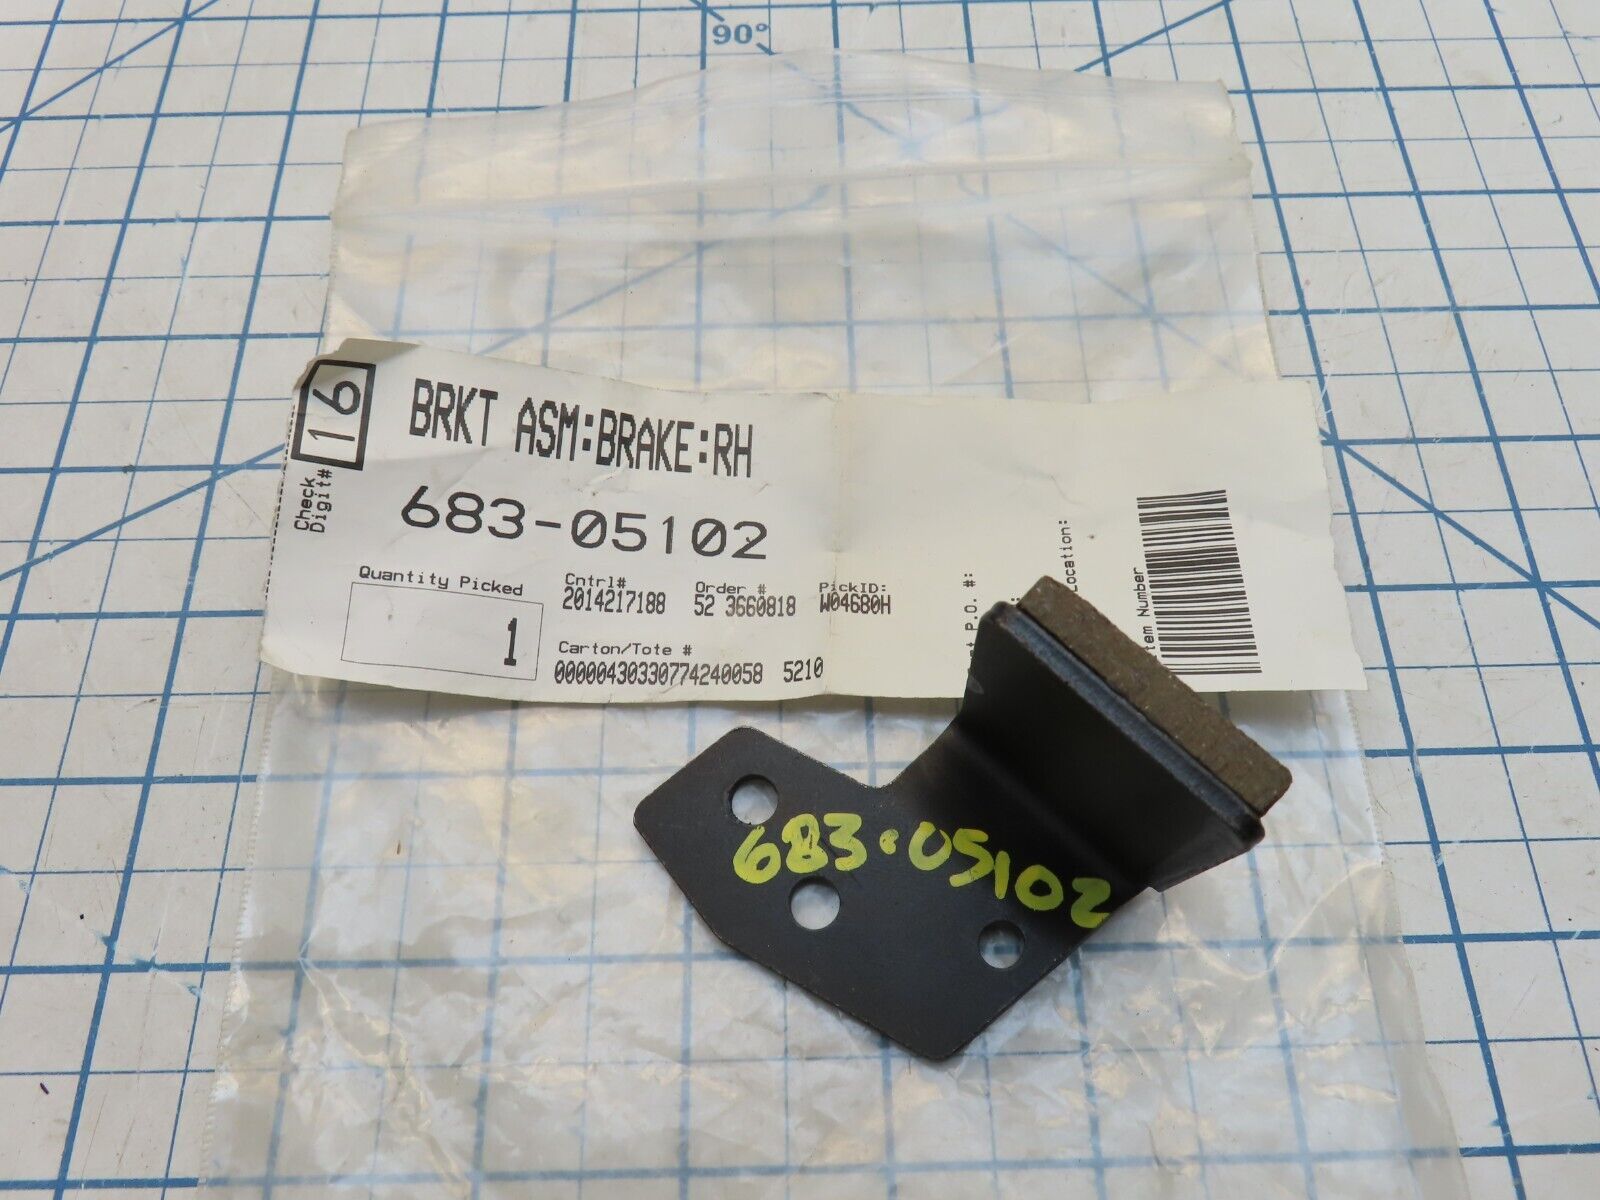 90°
16
Check
Digit#
BRKT ASM:BRAKE:RH
683-05102
Quantity Picked
1
Cntrl#
2014217188
Order #
52 3660818
PickID:
W04680H
Carton/Tote #
00000430330774240058 5210
P.O. #:
Location:
Number
683-05102